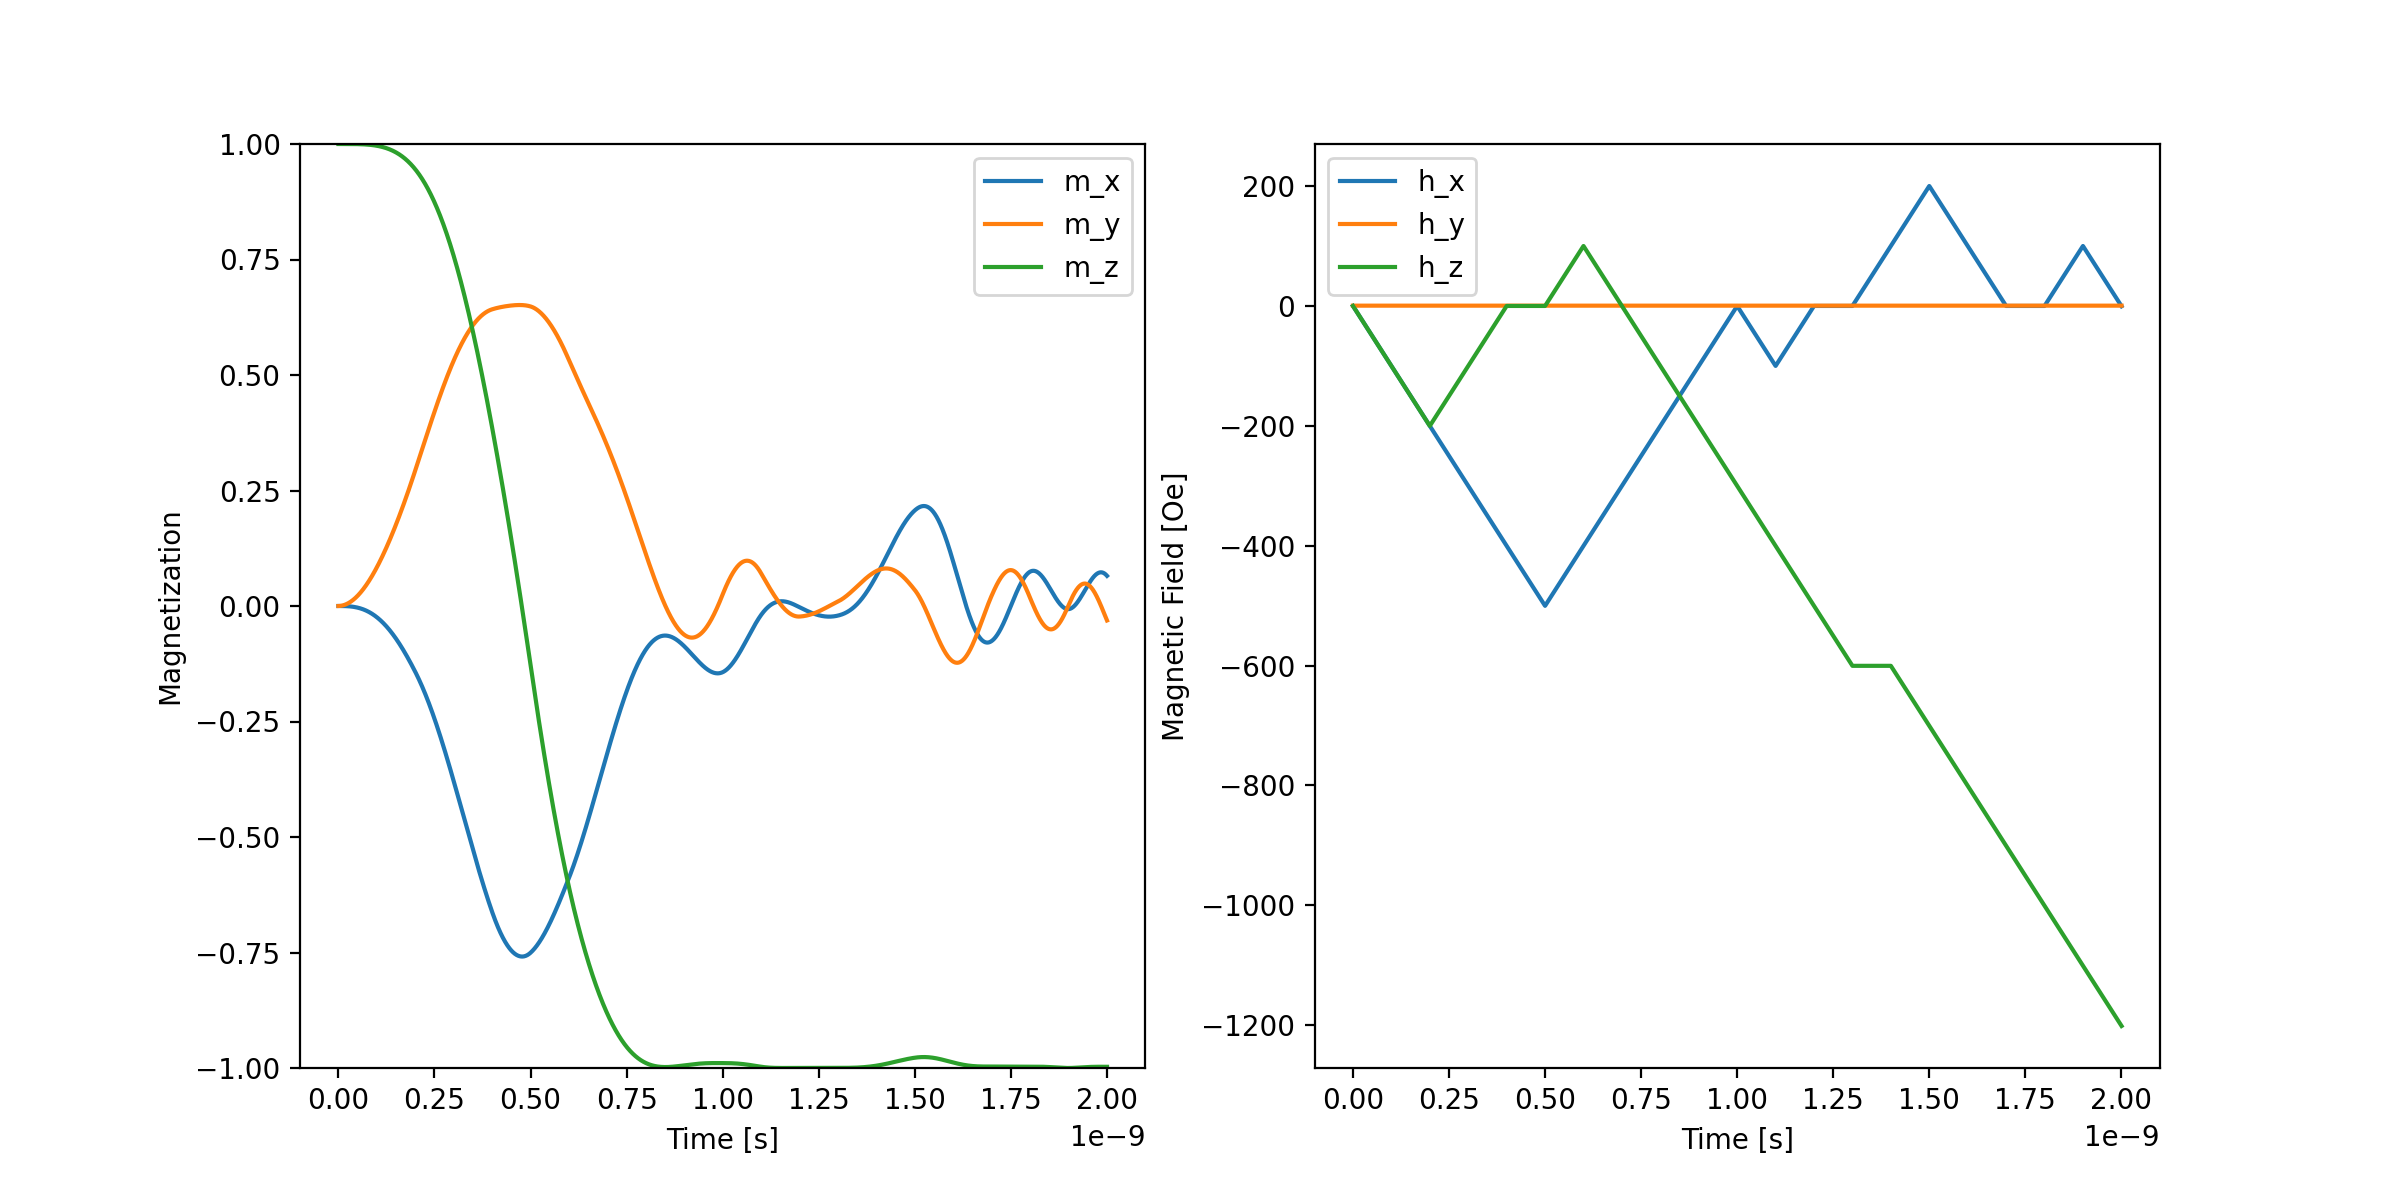 1.00
0.75
0.50
0.25
0.00
−0.25
−0.50
−0.75
−1.00
Magnetization
m_x
m_y
m_z
0.00 0.25 0.50 0.75 1.00 1.25 1.50 1.75 2.00
Time [s]
1e−9
200
0
−200
−400
−600
−800
−1000
−1200
Magnetic Field [Oe]
h_x
h_y
h_z
0.00 0.25 0.50 0.75 1.00 1.25 1.50 1.75 2.00
Time [s]
1e−9